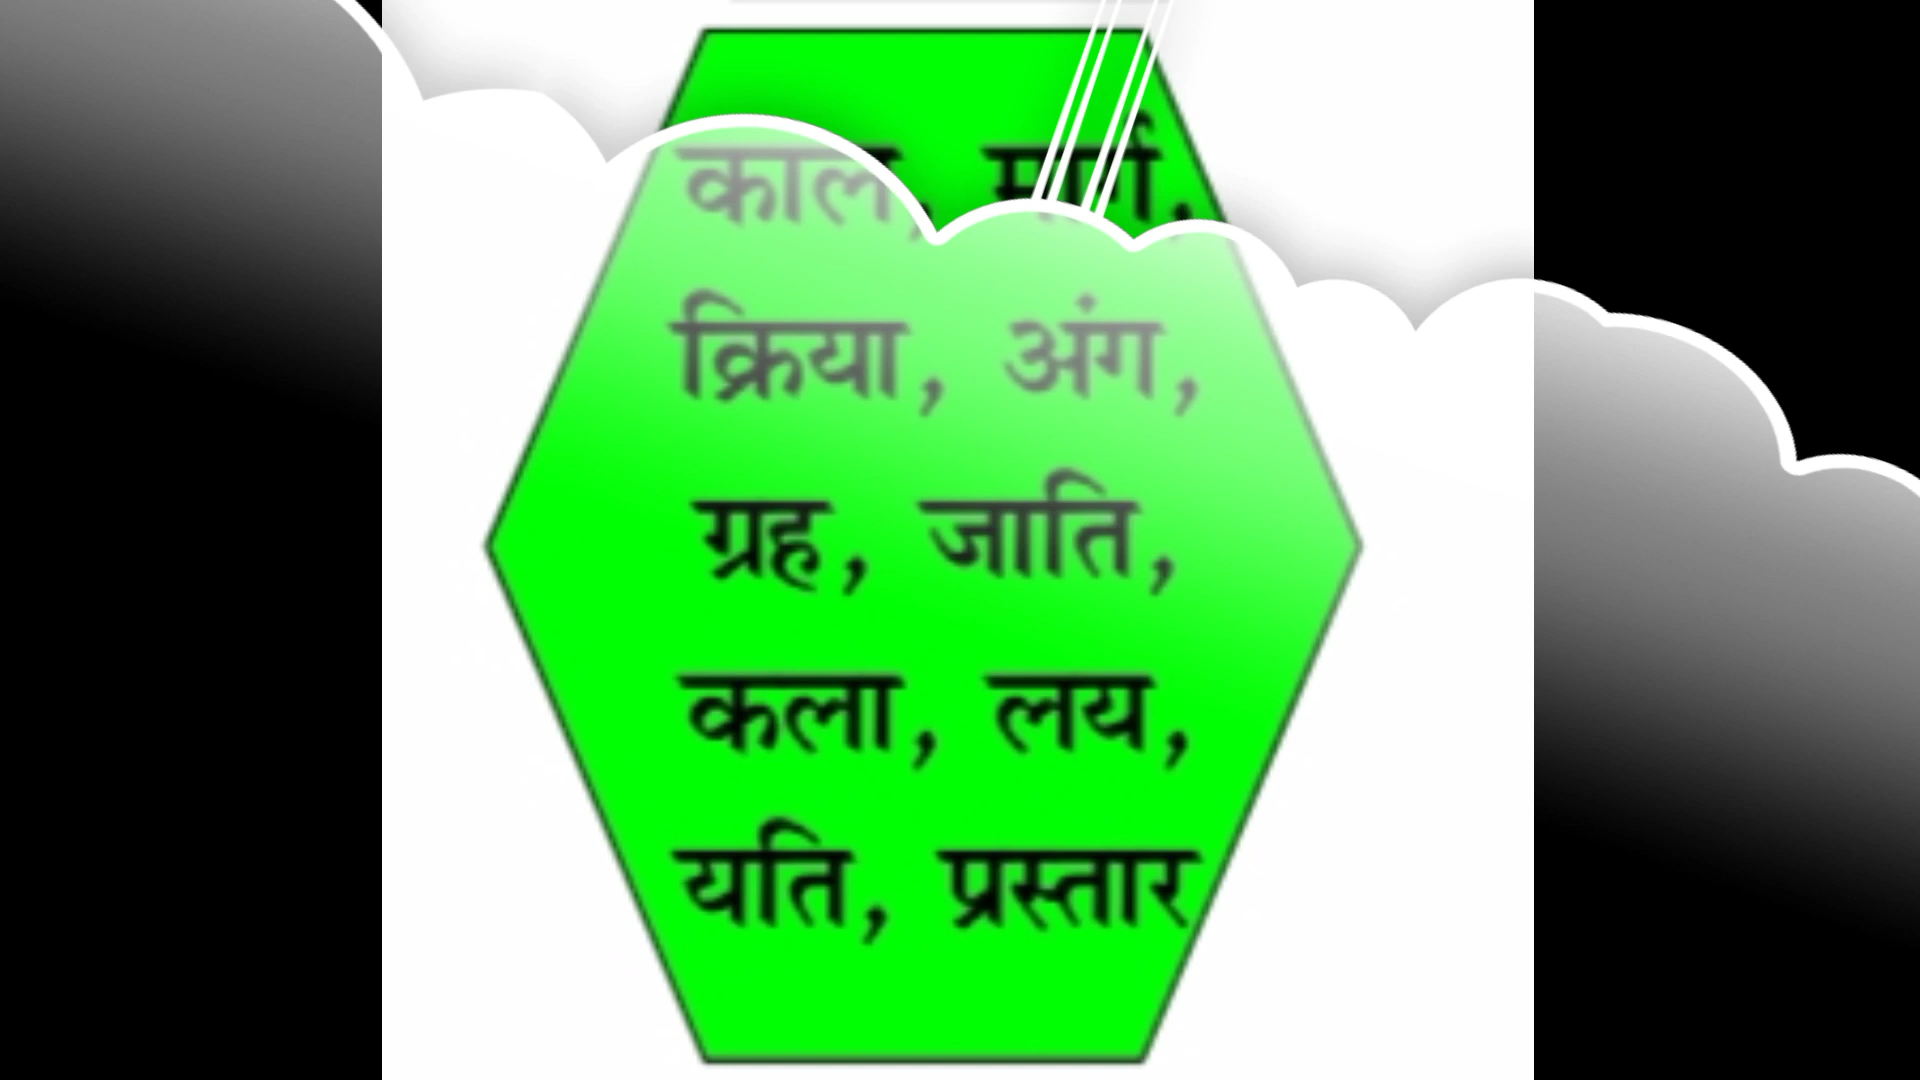 काल, मार्ग,
क्रिया, अंग,
ग्रह, जाति,
कला, लय,
यति, प्रस्तार